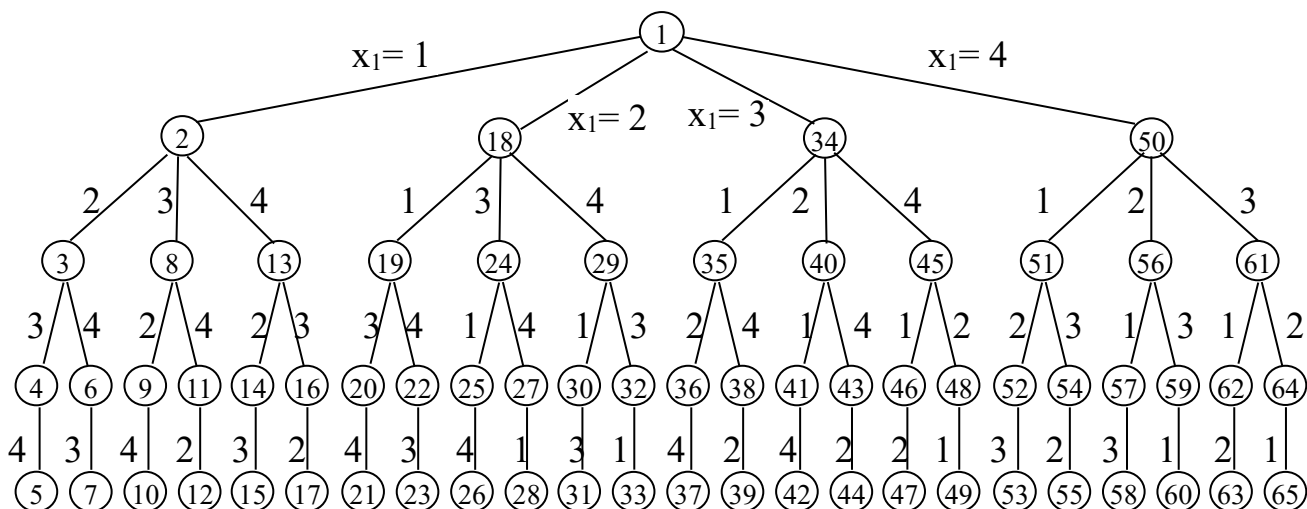 1
x₁= 1 x₁= 4
x₁= 2 x₁= 3
2 18 34 50
2 3 4 1 3 4 1 2 4 1 2 3
3 8 13 19 24 29 35 40 45 51 56 61
3 4 2 4 2 3 3 4 1 4 1 3 2 4 1 4 1 2 2 3 1 3 1 2
4 6 9 11 14 16 20 22 25 27 30 32 36 38 41 43 46 48 52 54 57 59 62 64
4 3 4 2 3 2 4 3 4 1 3 1 4 2 4 2 2 1 3 2 3 1 2 1
5 7 10 12 15 17 21 23 26 28 31 33 37 39 42 44 47 49 53 55 58 60 63 65